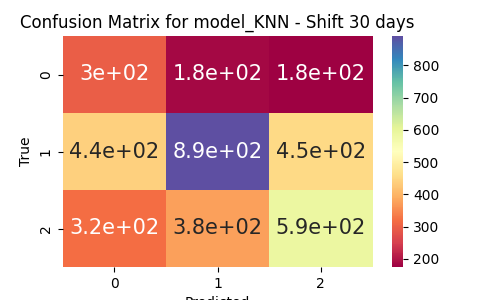 Confusion Matrix for model_KNN - Shift 30 days
0 3e+02 1.8e+02 1.8e+02
1 4.4e+02 8.9e+02 4.5e+02
2 3.2e+02 3.8e+02 5.9e+02
0 1 2
True
Predicted
800
700
600
500
400
300
200